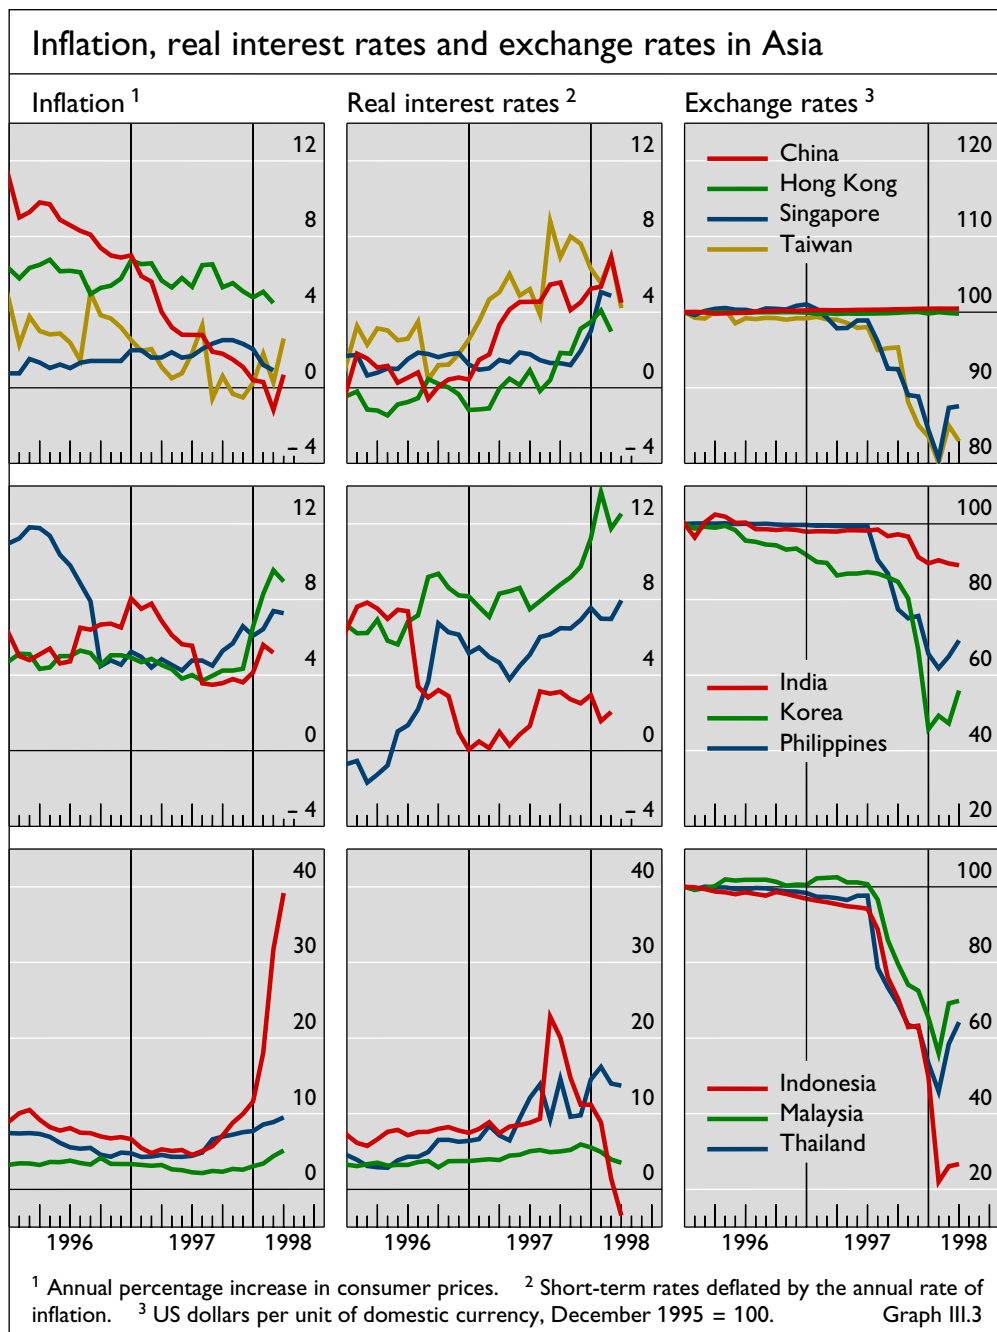 Inflation, real interest rates and exchange rates in Asia
Inflation 1 Real interest rates 2 Exchange rates 3
12 12 120
China
Hong Kong
Singapore
Taiwan
8 8 110
4 4 100
0 0 90
– 4 – 4 80
12 12 100
8 8 80
4 4 60
India
Korea
Philippines
0 0 40
– 4 – 4 20
40 40 100
30 30 80
20 20 60
Indonesia
Malaysia
Thailand
10 10 40
0 0 20
1996 1997 1998 1996 1997 1998 1996 1997 1998
1 Annual percentage increase in consumer prices. 2 Short-term rates deflated by the annual rate of
inflation. 3 US dollars per unit of domestic currency, December 1995 = 100. Graph III.3